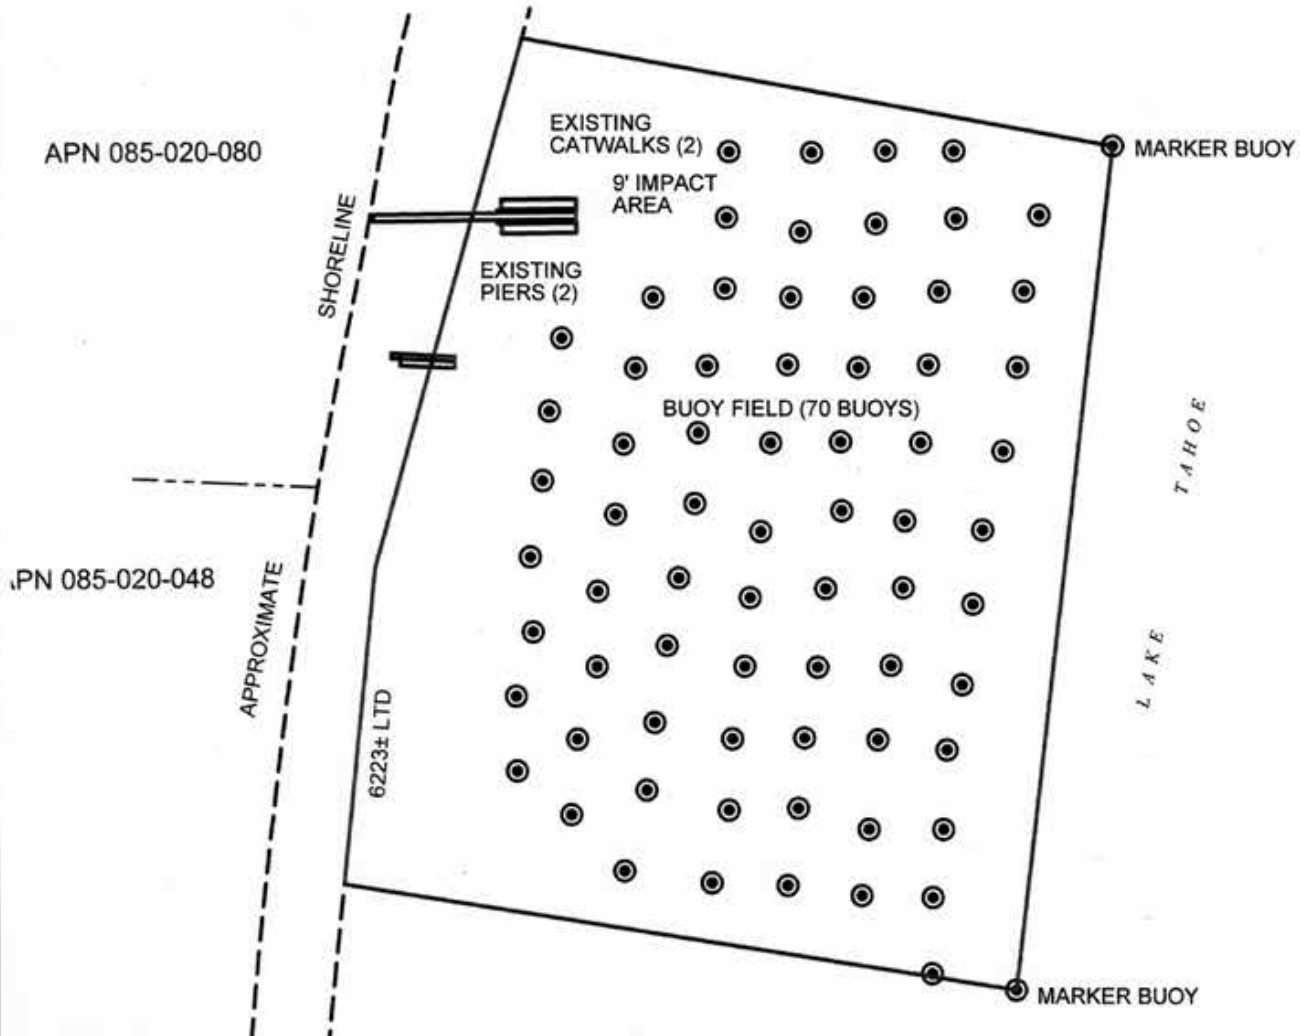 EXISTING
CATWALKS (2)
APN 085-020-080
MARKER BUOY
9' IMPACT
AREA
SHORELINE
EXISTING
PIERS (2)
BUOY FIELD (70 BUOYS)
LAKE TAHOE
PN 085-020-048
APPROXIMATE
6223± LTD
MARKER BUOY